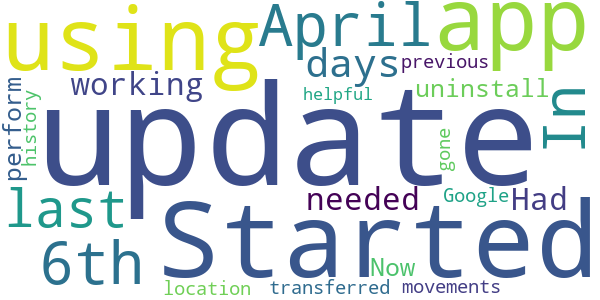 using
April
app
days
previous
working
helpful
uninstall
In
perform
history
update
gone
last
needed
Google
Had
Started
6th
Now
location
transferred
movements